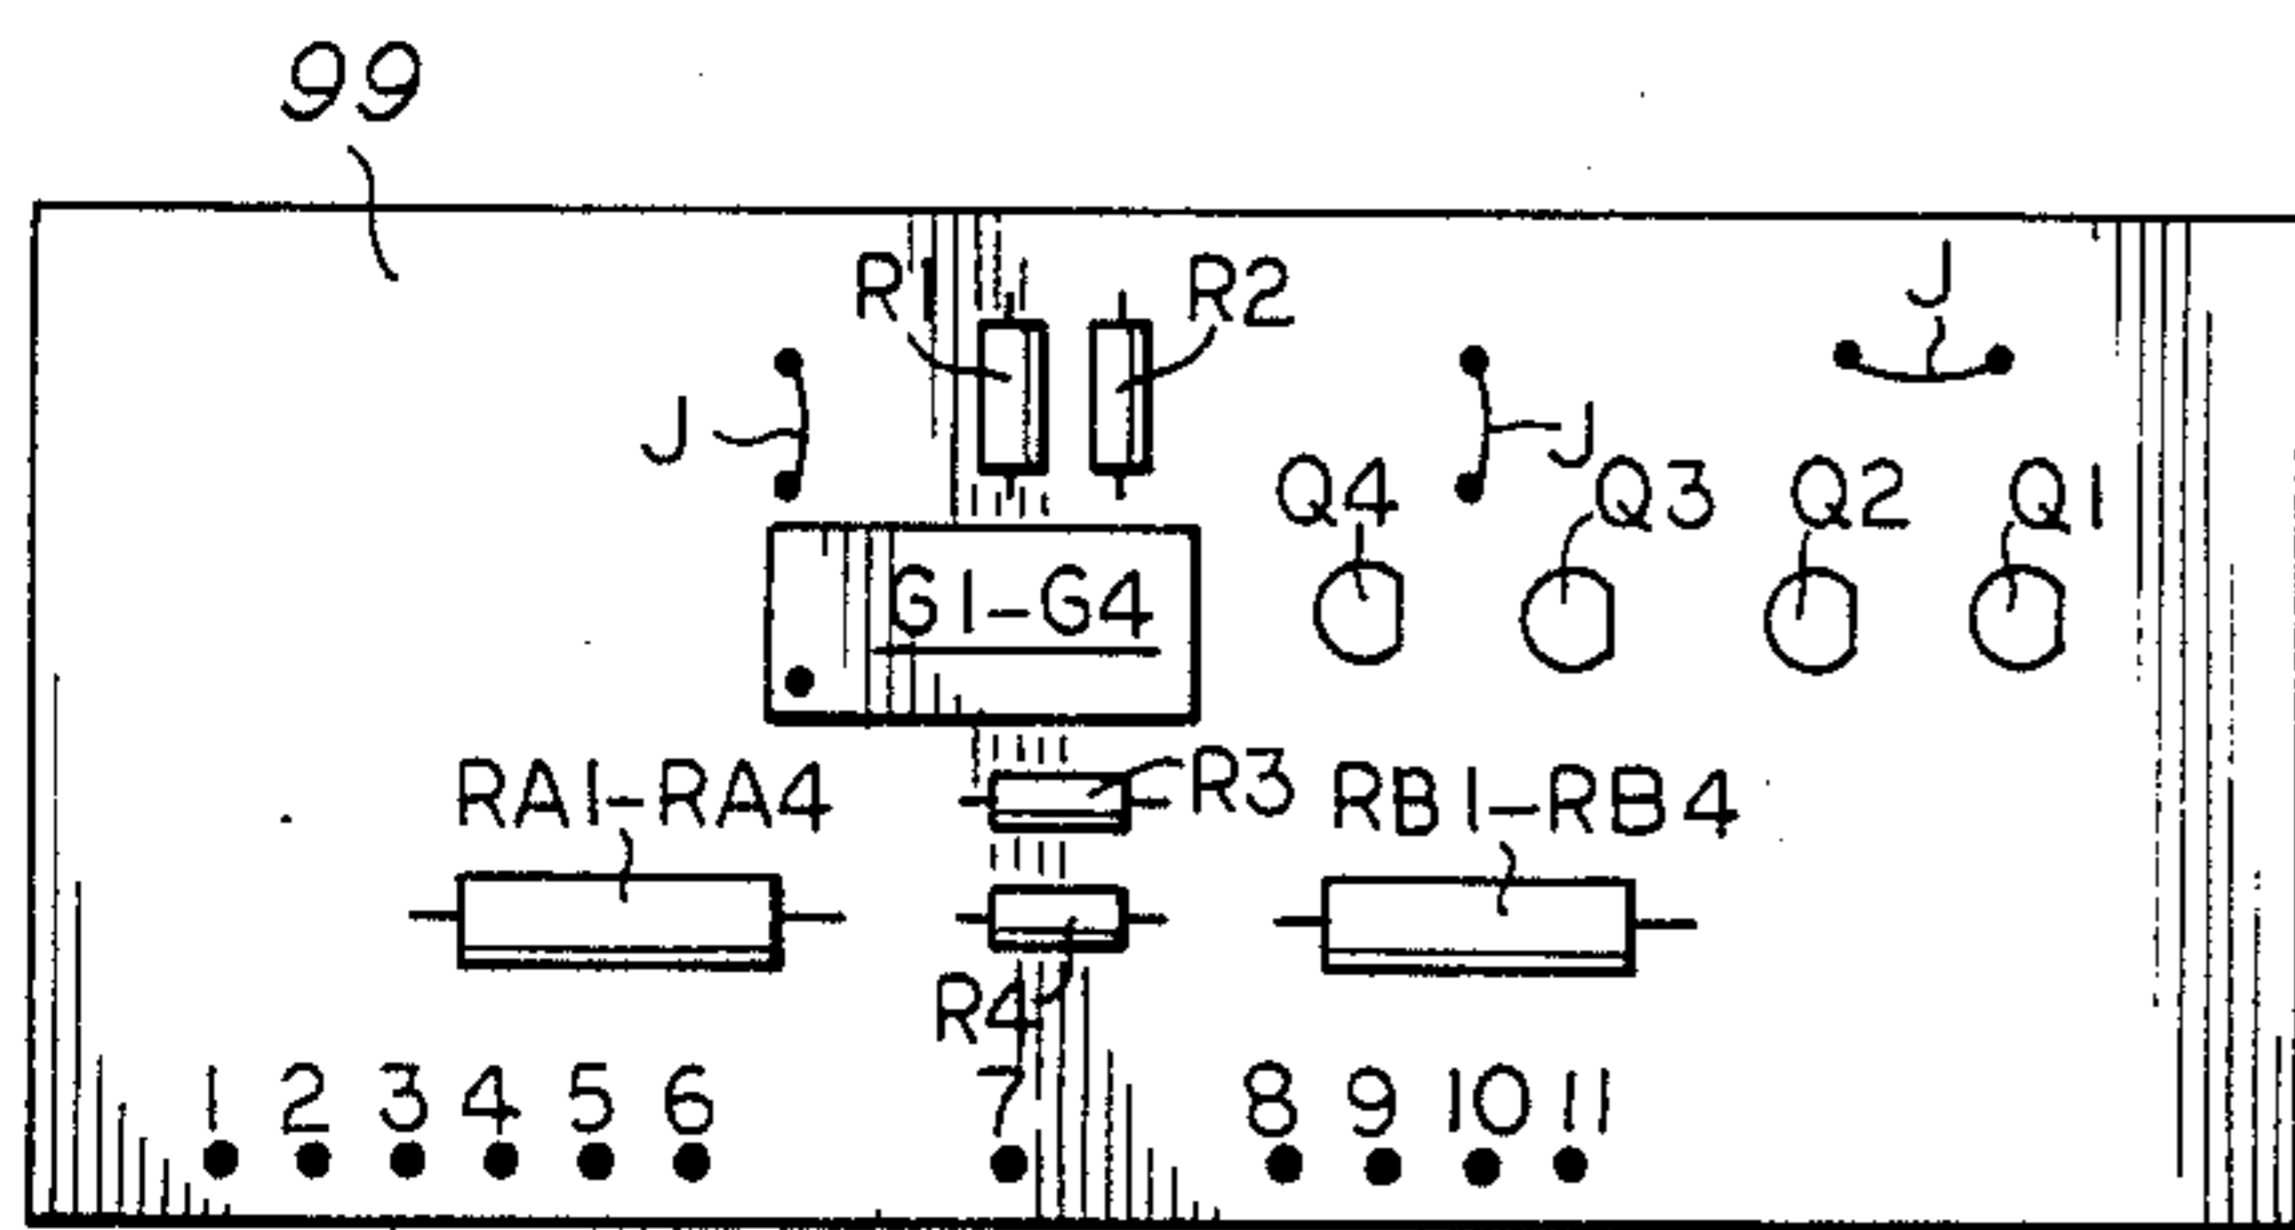 99
R1 R2 J
J J
Q4 Q3 Q2 Q1
G1-G4
RA1-RA4 R3 RB1-RB4
R4
1 2 3 4 5 6 7 8 9 10 11